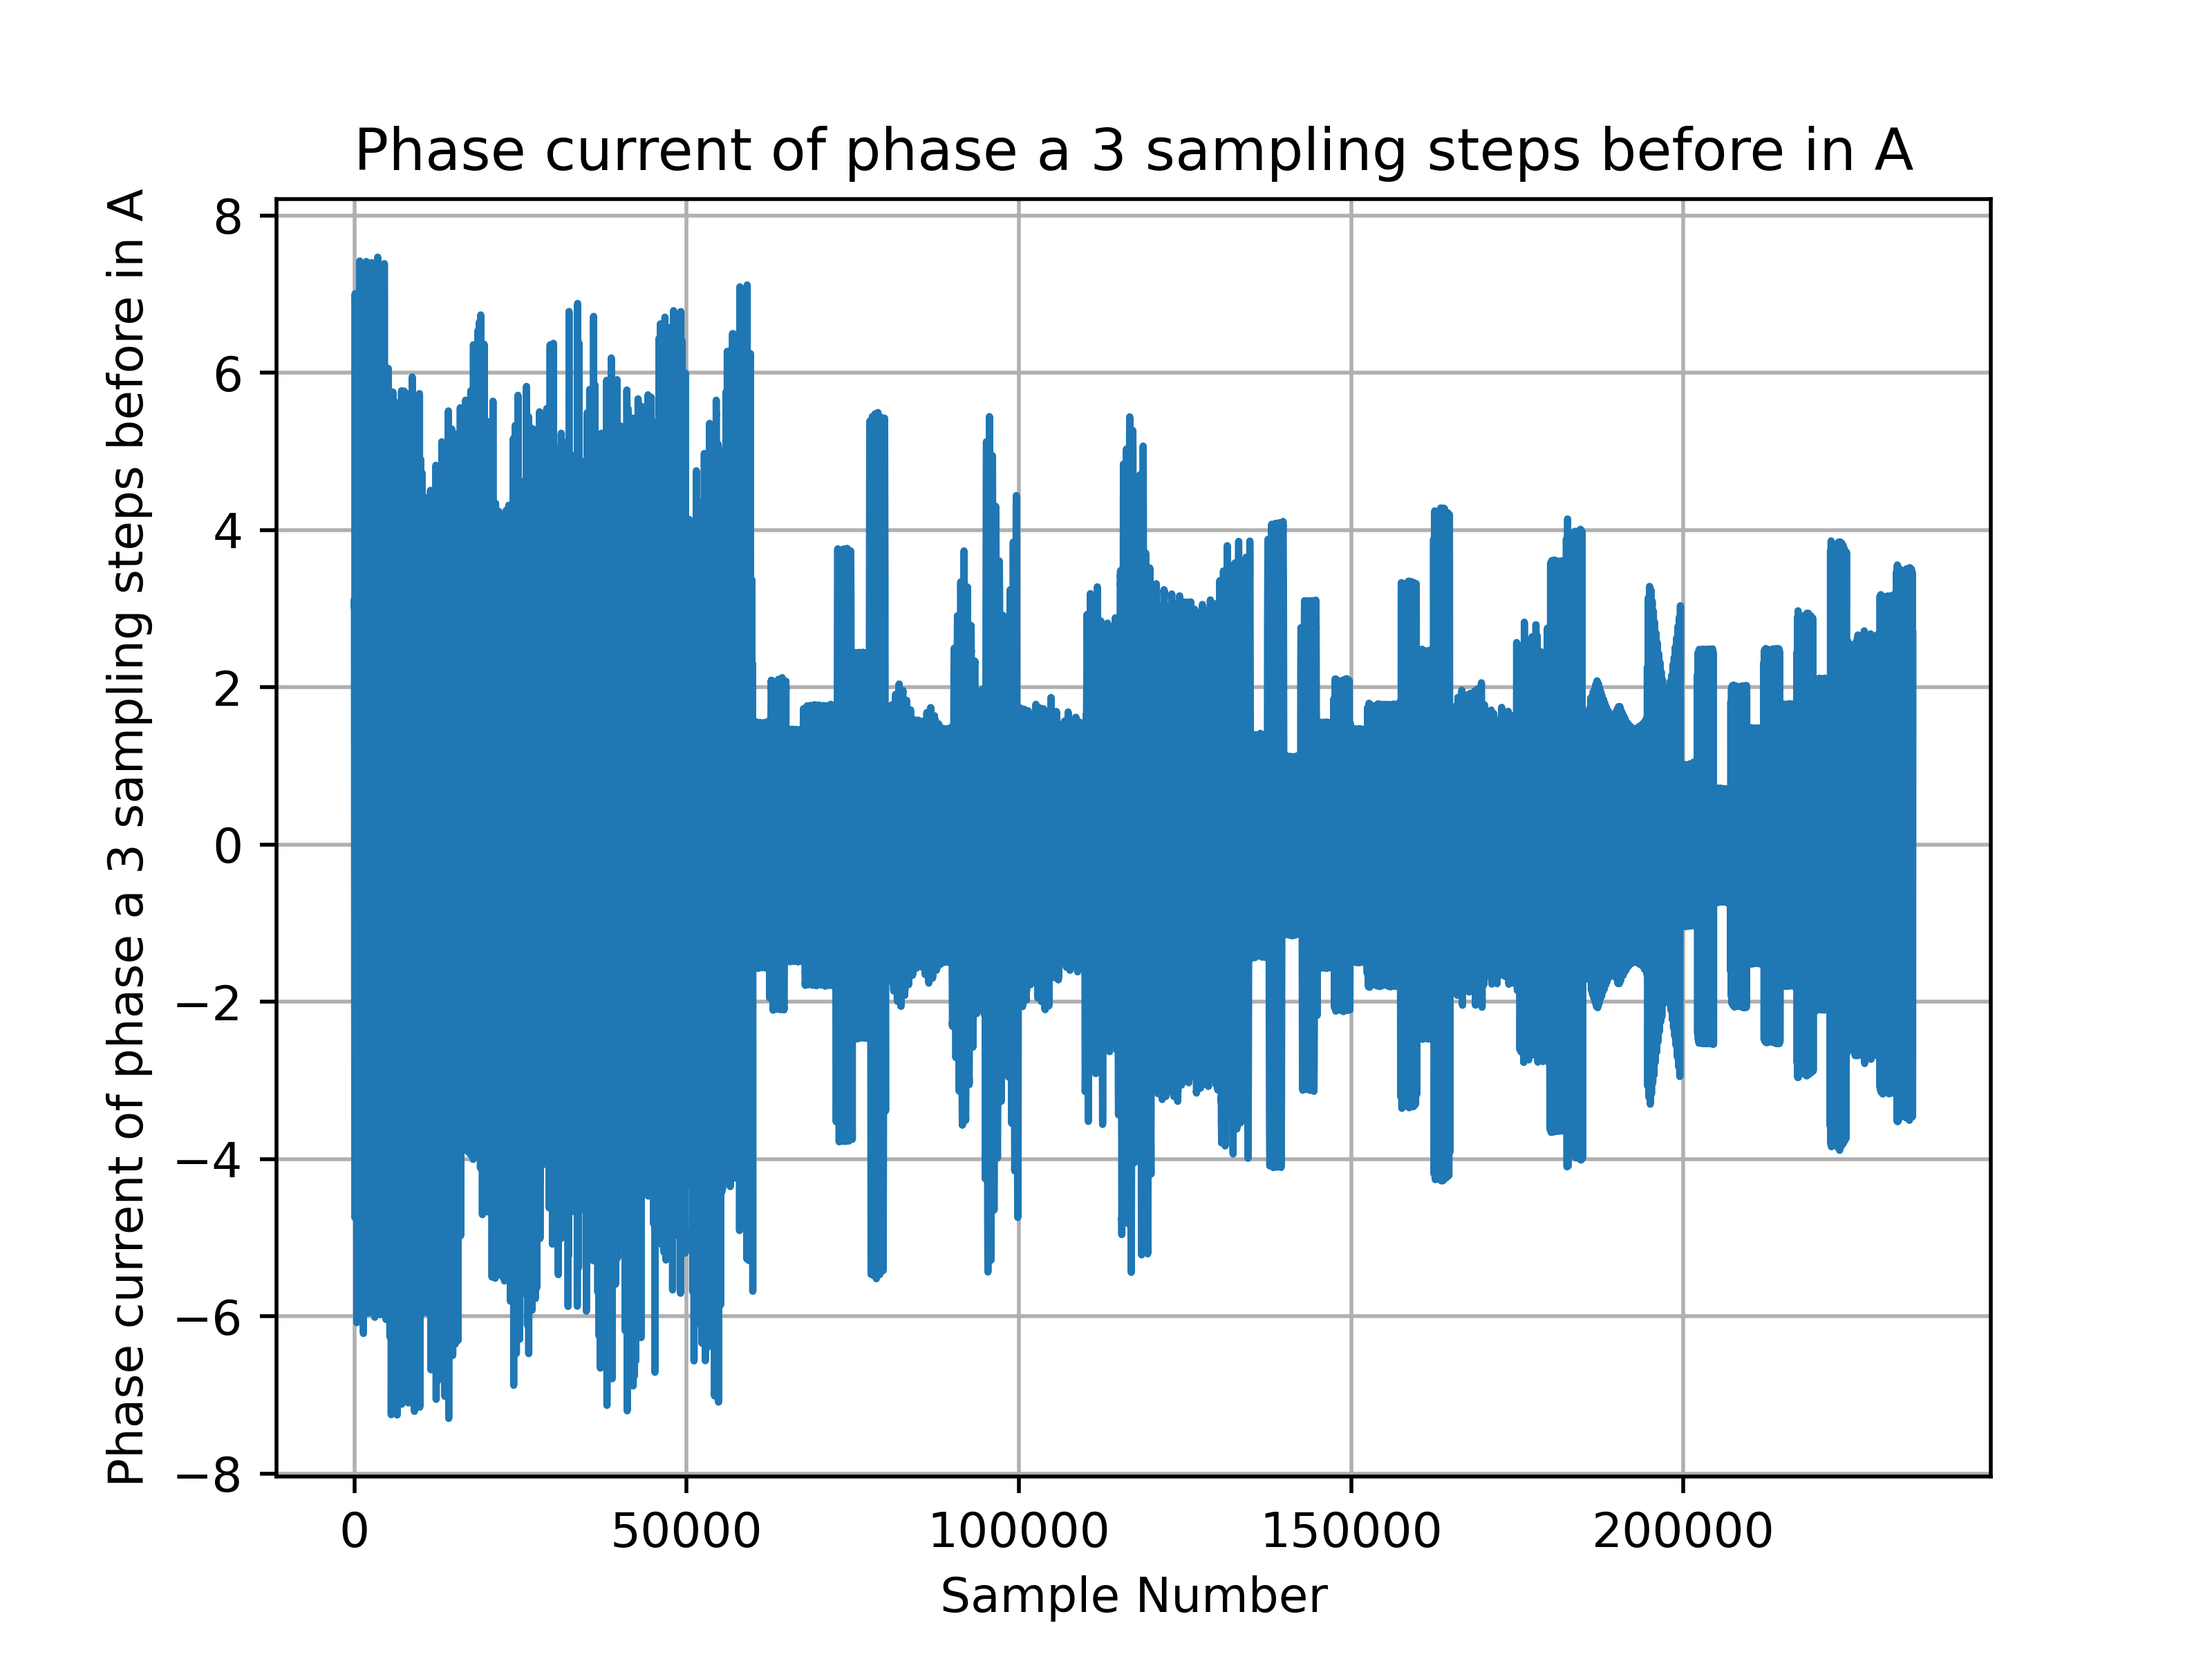 Phase current of phase a 3 sampling steps before in A
Phase current of phase a 3 sampling steps before in A
8
6
4
2
0
−2
−4
−6
−8
0 50000 100000 150000 200000
Sample Number